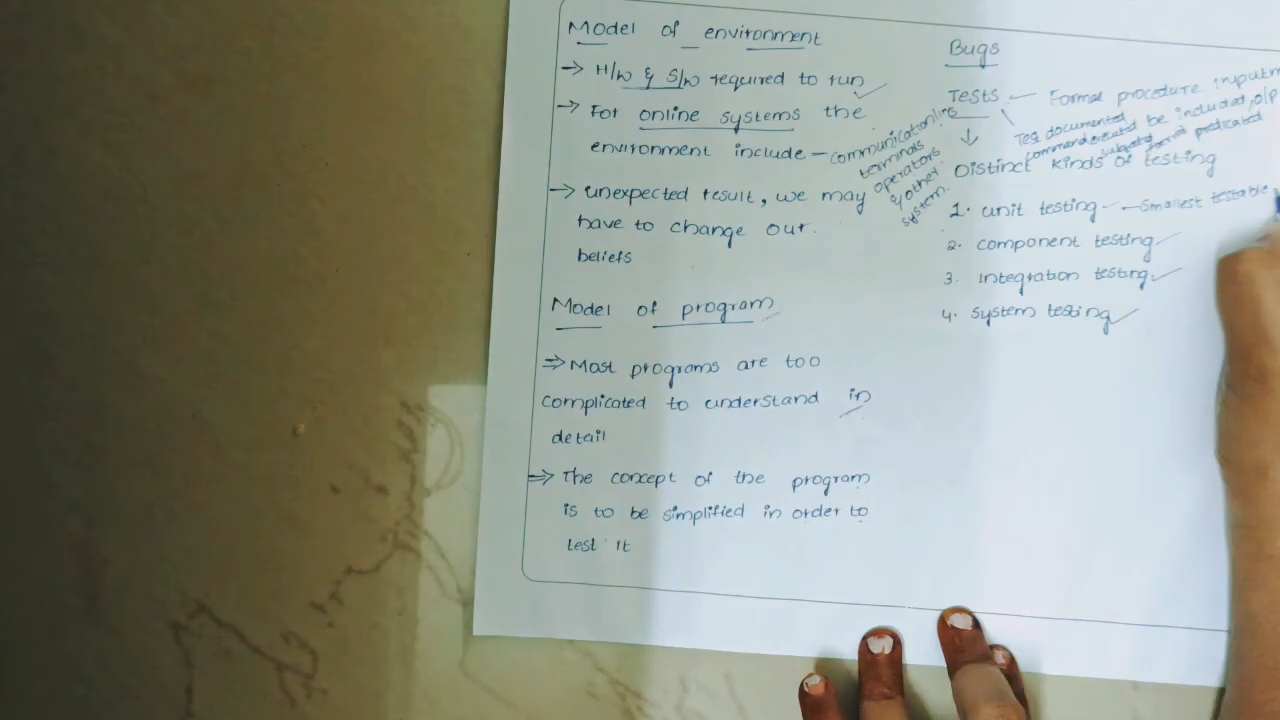 Model of environment
→ H/w & S/w required to run
→ For online systems the
environment include – communication line
terminals
operators
& other
system.
→ unexpected result, we may
have to change our
beliefs
Model of program
⇒ Most programs are too
complicated to understand in
detail
⇒ The concept of the program
is to be simplified in order to
test it
Bugs
Tests – Formal procedure input
documented
be included, o/p
predicated
Distinct kinds of testing
1. unit testing – smallest testable
2. component testing
3. Integration testing
4. system testing